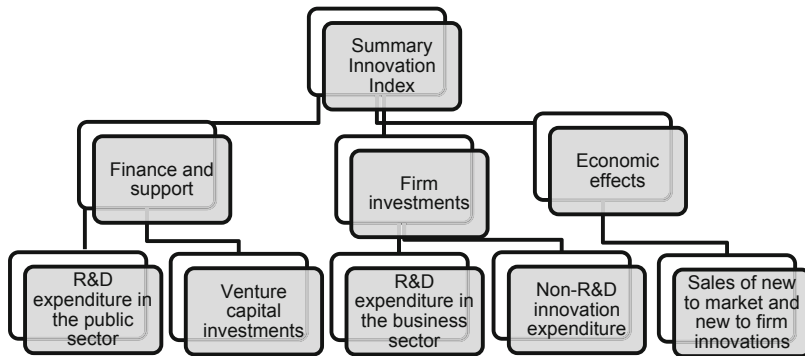 Summary
Innovation
Index
Finance and
support
Firm
investments
Economic
effects
R&D
expenditure in
the public
sector
Venture
capital
investments
R&D
expenditure in
the business
sector
Non-R&D
innovation
expenditure
Sales of new
to market and
new to firm
innovations